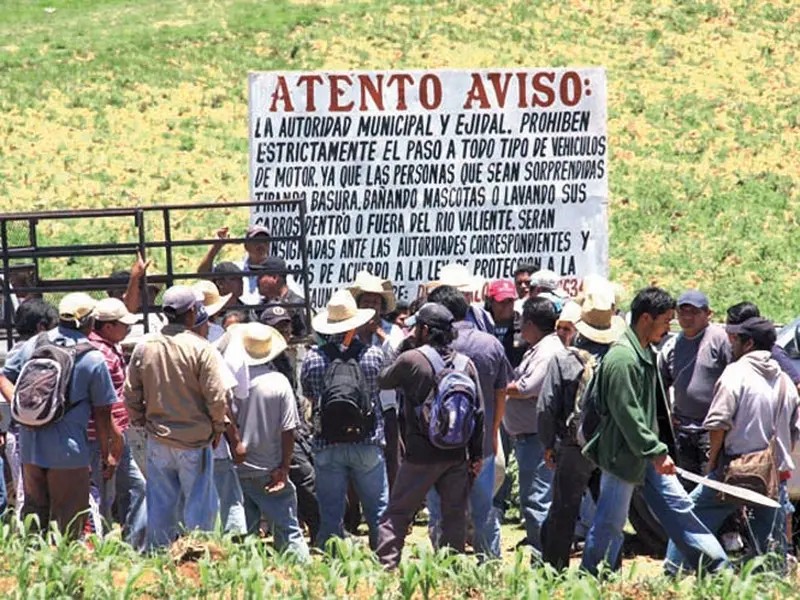 ATENTO AVISO:
LA AUTORIDAD MUNICIPAL Y EJIDAL. PROHIBEN
ESTRICTAMENTE EL PASO A TODO TIPO DE VEHICULOS
DE MOTOR. YA QUE LAS PERSONAS QUE SEAN SORPRENDIDAS
TIRANDO BASURA, BAÑANDO MASCOTAS O LAVANDO SUS
CARROS DENTRO O FUERA DEL RIO VALIENTE. SERAN
CONSIGNADAS ANTE LAS AUTORIDADES CORRESPONDIENTES Y
DE ACUERDO A LA LEY DE PROTECCION A LA